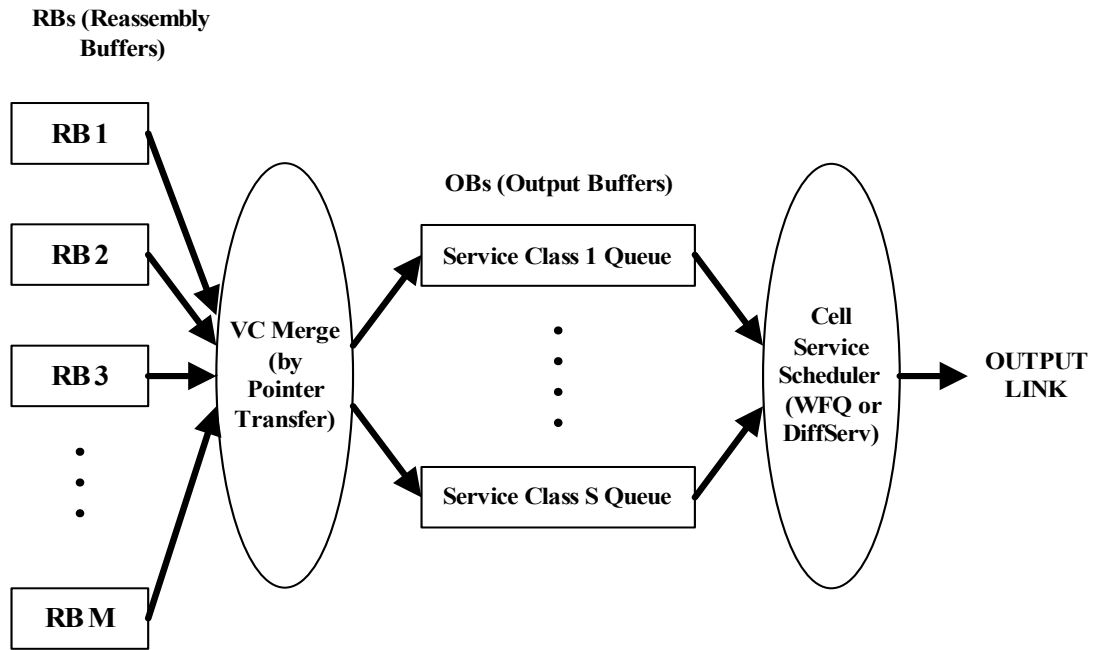 RBs (Reassembly
Buffers)
RB 1
RB 2
RB 3
RB M
VC Merge
(by
Pointer
Transfer)
OBs (Output Buffers)
Service Class 1 Queue
Service Class S Queue
Cell
Service
Scheduler
(WFQ or
DiffServ)
OUTPUT
LINK